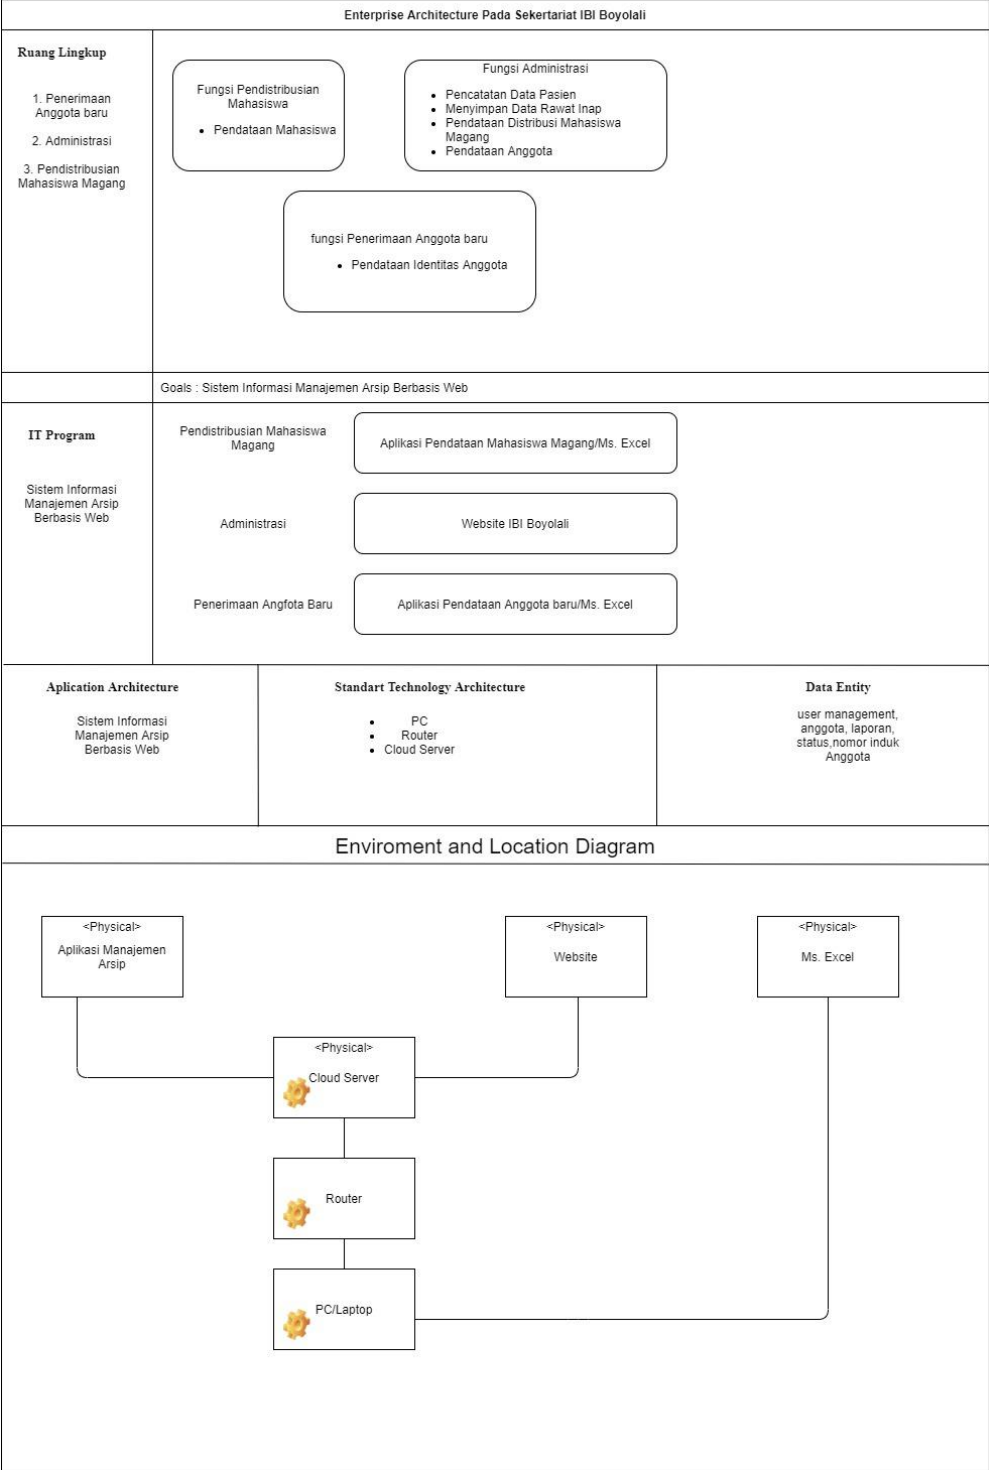 Enterprise Architecture Pada Sekertariat IBI Boyolali
Ruang Lingkup
1. Penerimaan
Anggota baru
2. Administrasi
3. Pendistribusian
Mahasiswa Magang
Fungsi Pendistribusian
Mahasiswa
• Pendataan Mahasiswa
Fungsi Administrasi
• Pencatatan Data Pasien
• Menyimpan Data Rawat Inap
• Pendataan Distribusi Mahasiswa
Magang
• Pendataan Anggota
fungsi Penerimaan Anggota baru
• Pendataan Identitas Anggota
Goals : Sistem Informasi Manajemen Arsip Berbasis Web
IT Program
Sistem Informasi
Manajemen Arsip
Berbasis Web
Pendistribusian Mahasiswa
Magang
Aplikasi Pendataan Mahasiswa Magang/Ms. Excel
Administrasi
Website IBI Boyolali
Penerimaan Angfota Baru
Aplikasi Pendataan Anggota baru/Ms. Excel
Aplication Architecture
Sistem Informasi
Manajemen Arsip
Berbasis Web
Standart Technology Architecture
• PC
• Router
• Cloud Server
Data Entity
user management,
anggota, laporan,
status,nomor induk
Anggota
Enviroment and Location Diagram
<Physical>
Aplikasi Manajemen
Arsip
<Physical>
Website
<Physical>
Ms. Excel
<Physical>
Cloud Server
Router
PC/Laptop